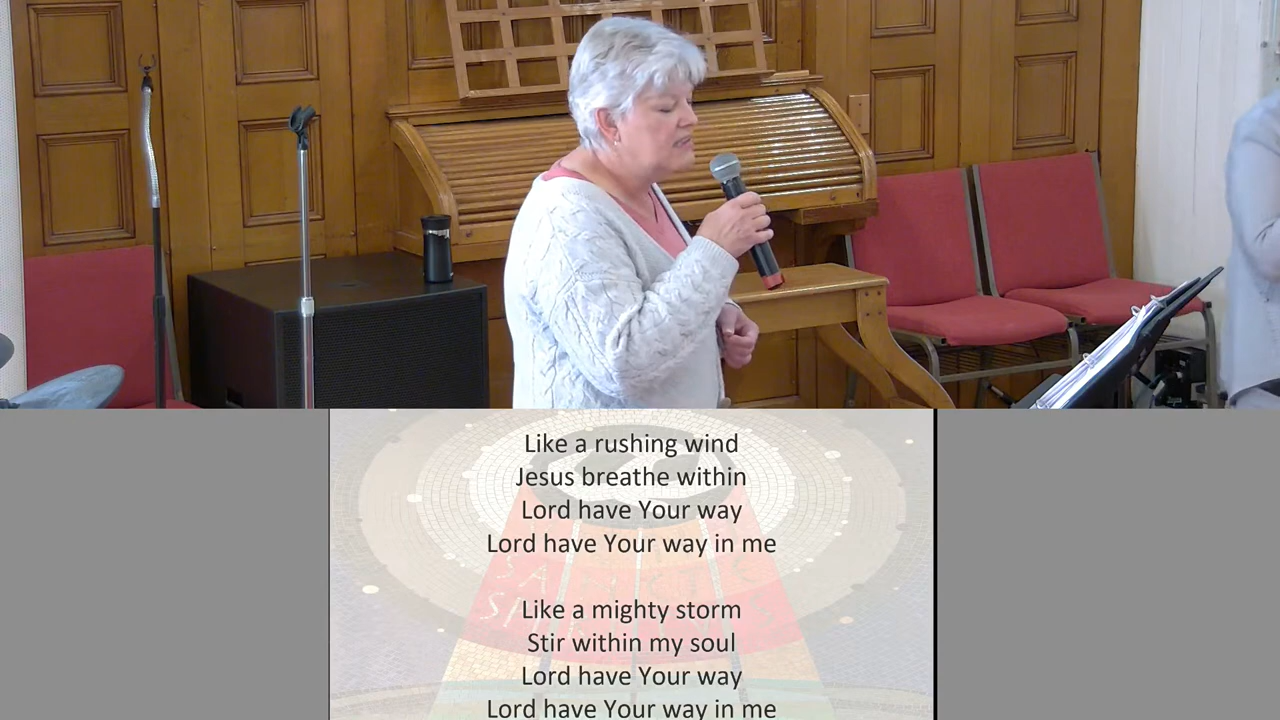 Like a rushing wind
Jesus breathe within
Lord have Your way
Lord have Your way in me
Like a mighty storm
Stir within my soul
Lord have Your way
Lord have Your way in me